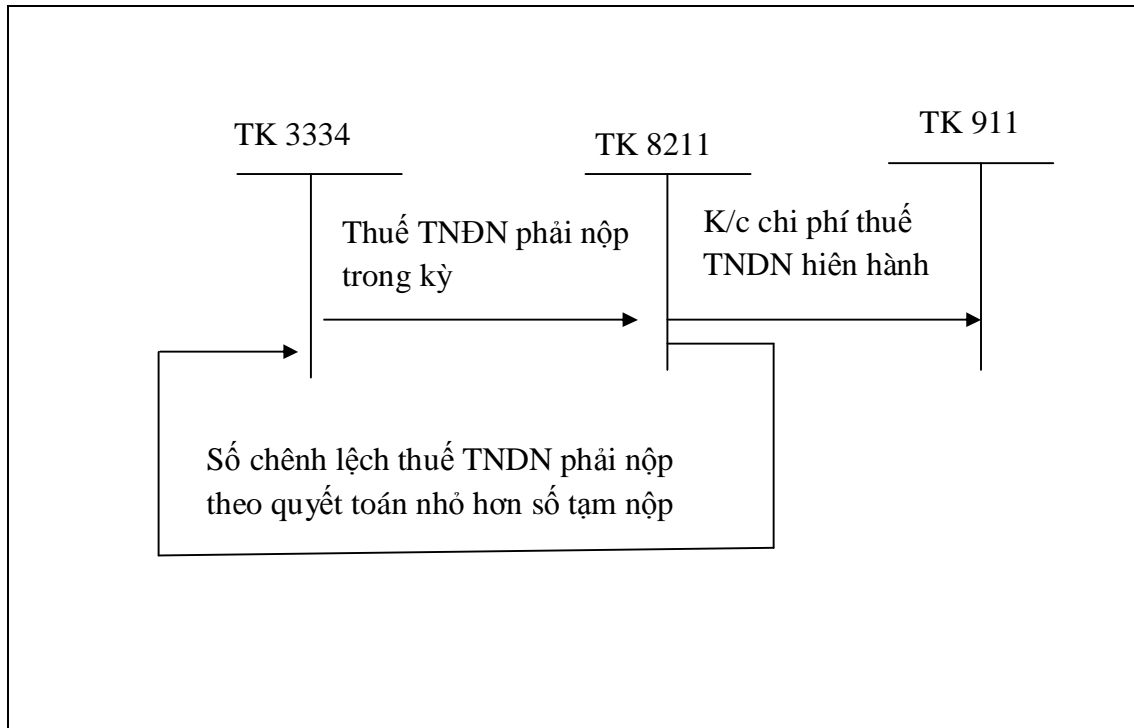 TK 3334
TK 8211
TK 911
Thuế TNĐN phải nộp
trong kỳ
K/c chi phí thuế
TNDN hiên hành
Số chênh lệch thuế TNDN phải nộp
theo quyết toán nhỏ hơn số tạm nộp